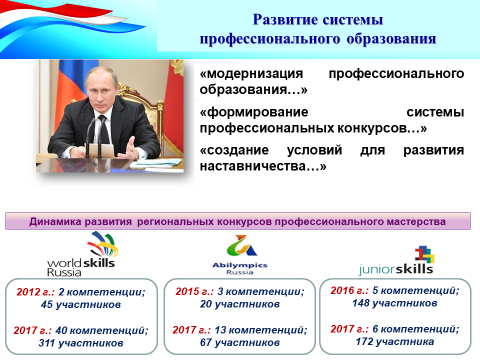 Развитие системы
профессионального образования
«модернизация профессионального
образования…»
«формирование системы
профессиональных конкурсов…»
«создание условий для развития
наставничества…»
Динамика развития региональных конкурсов профессионального мастерства
worldskills
Russia
2012 г.: 2 компетенции;
45 участников
2017 г.: 40 компетенций;
311 участников
Abilympics
Russia
2015 г.: 3 компетенции;
20 участников
2017 г.: 13 компетенций;
67 участников
juniorskills
2016 г.: 5 компетенций;
148 участников
2017 г.: 6 компетенций;
172 участника